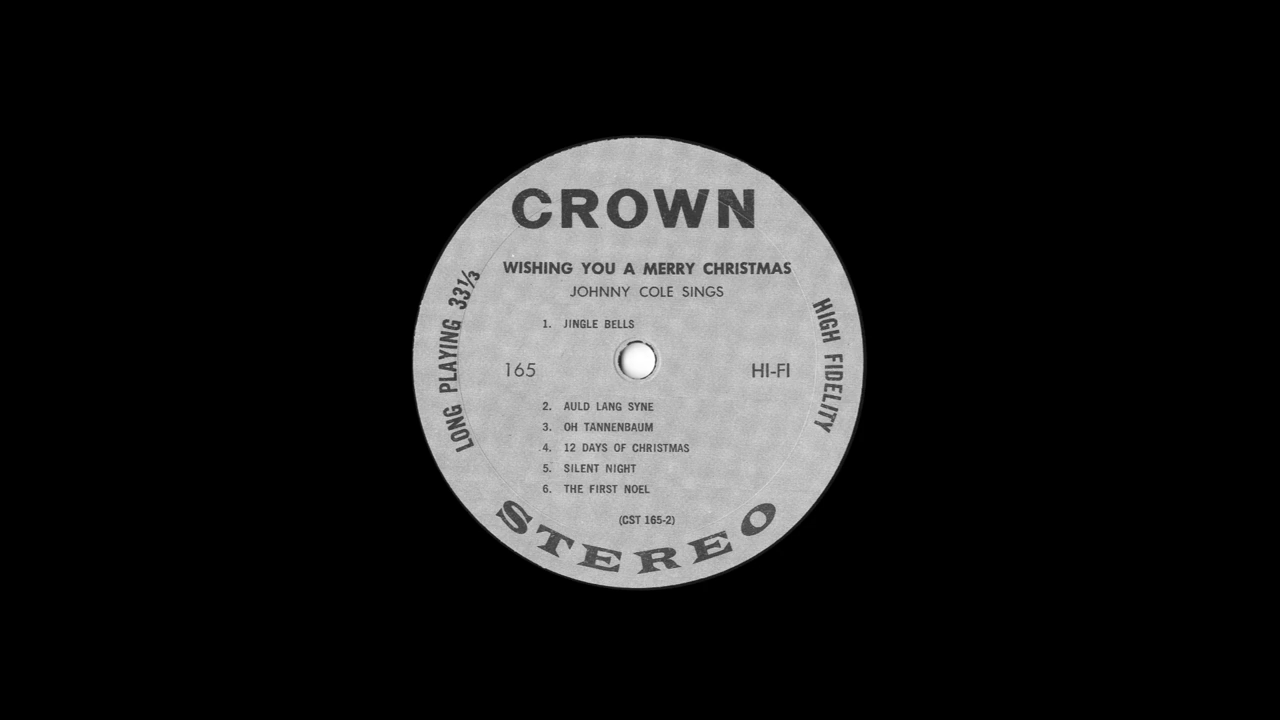 CROWN
WISHING YOU A MERRY CHRISTMAS
JOHNNY COLE SINGS
1. JINGLE BELLS
165
HI-FI
2. AULD LANG SYNE
3. OH TANNENBAUM
4. 12 DAYS OF CHRISTMAS
5. SILENT NIGHT
6. THE FIRST NOEL
(CST 165-2)
LONG PLAYING 33⅓
HIGH FIDELITY
STEREO